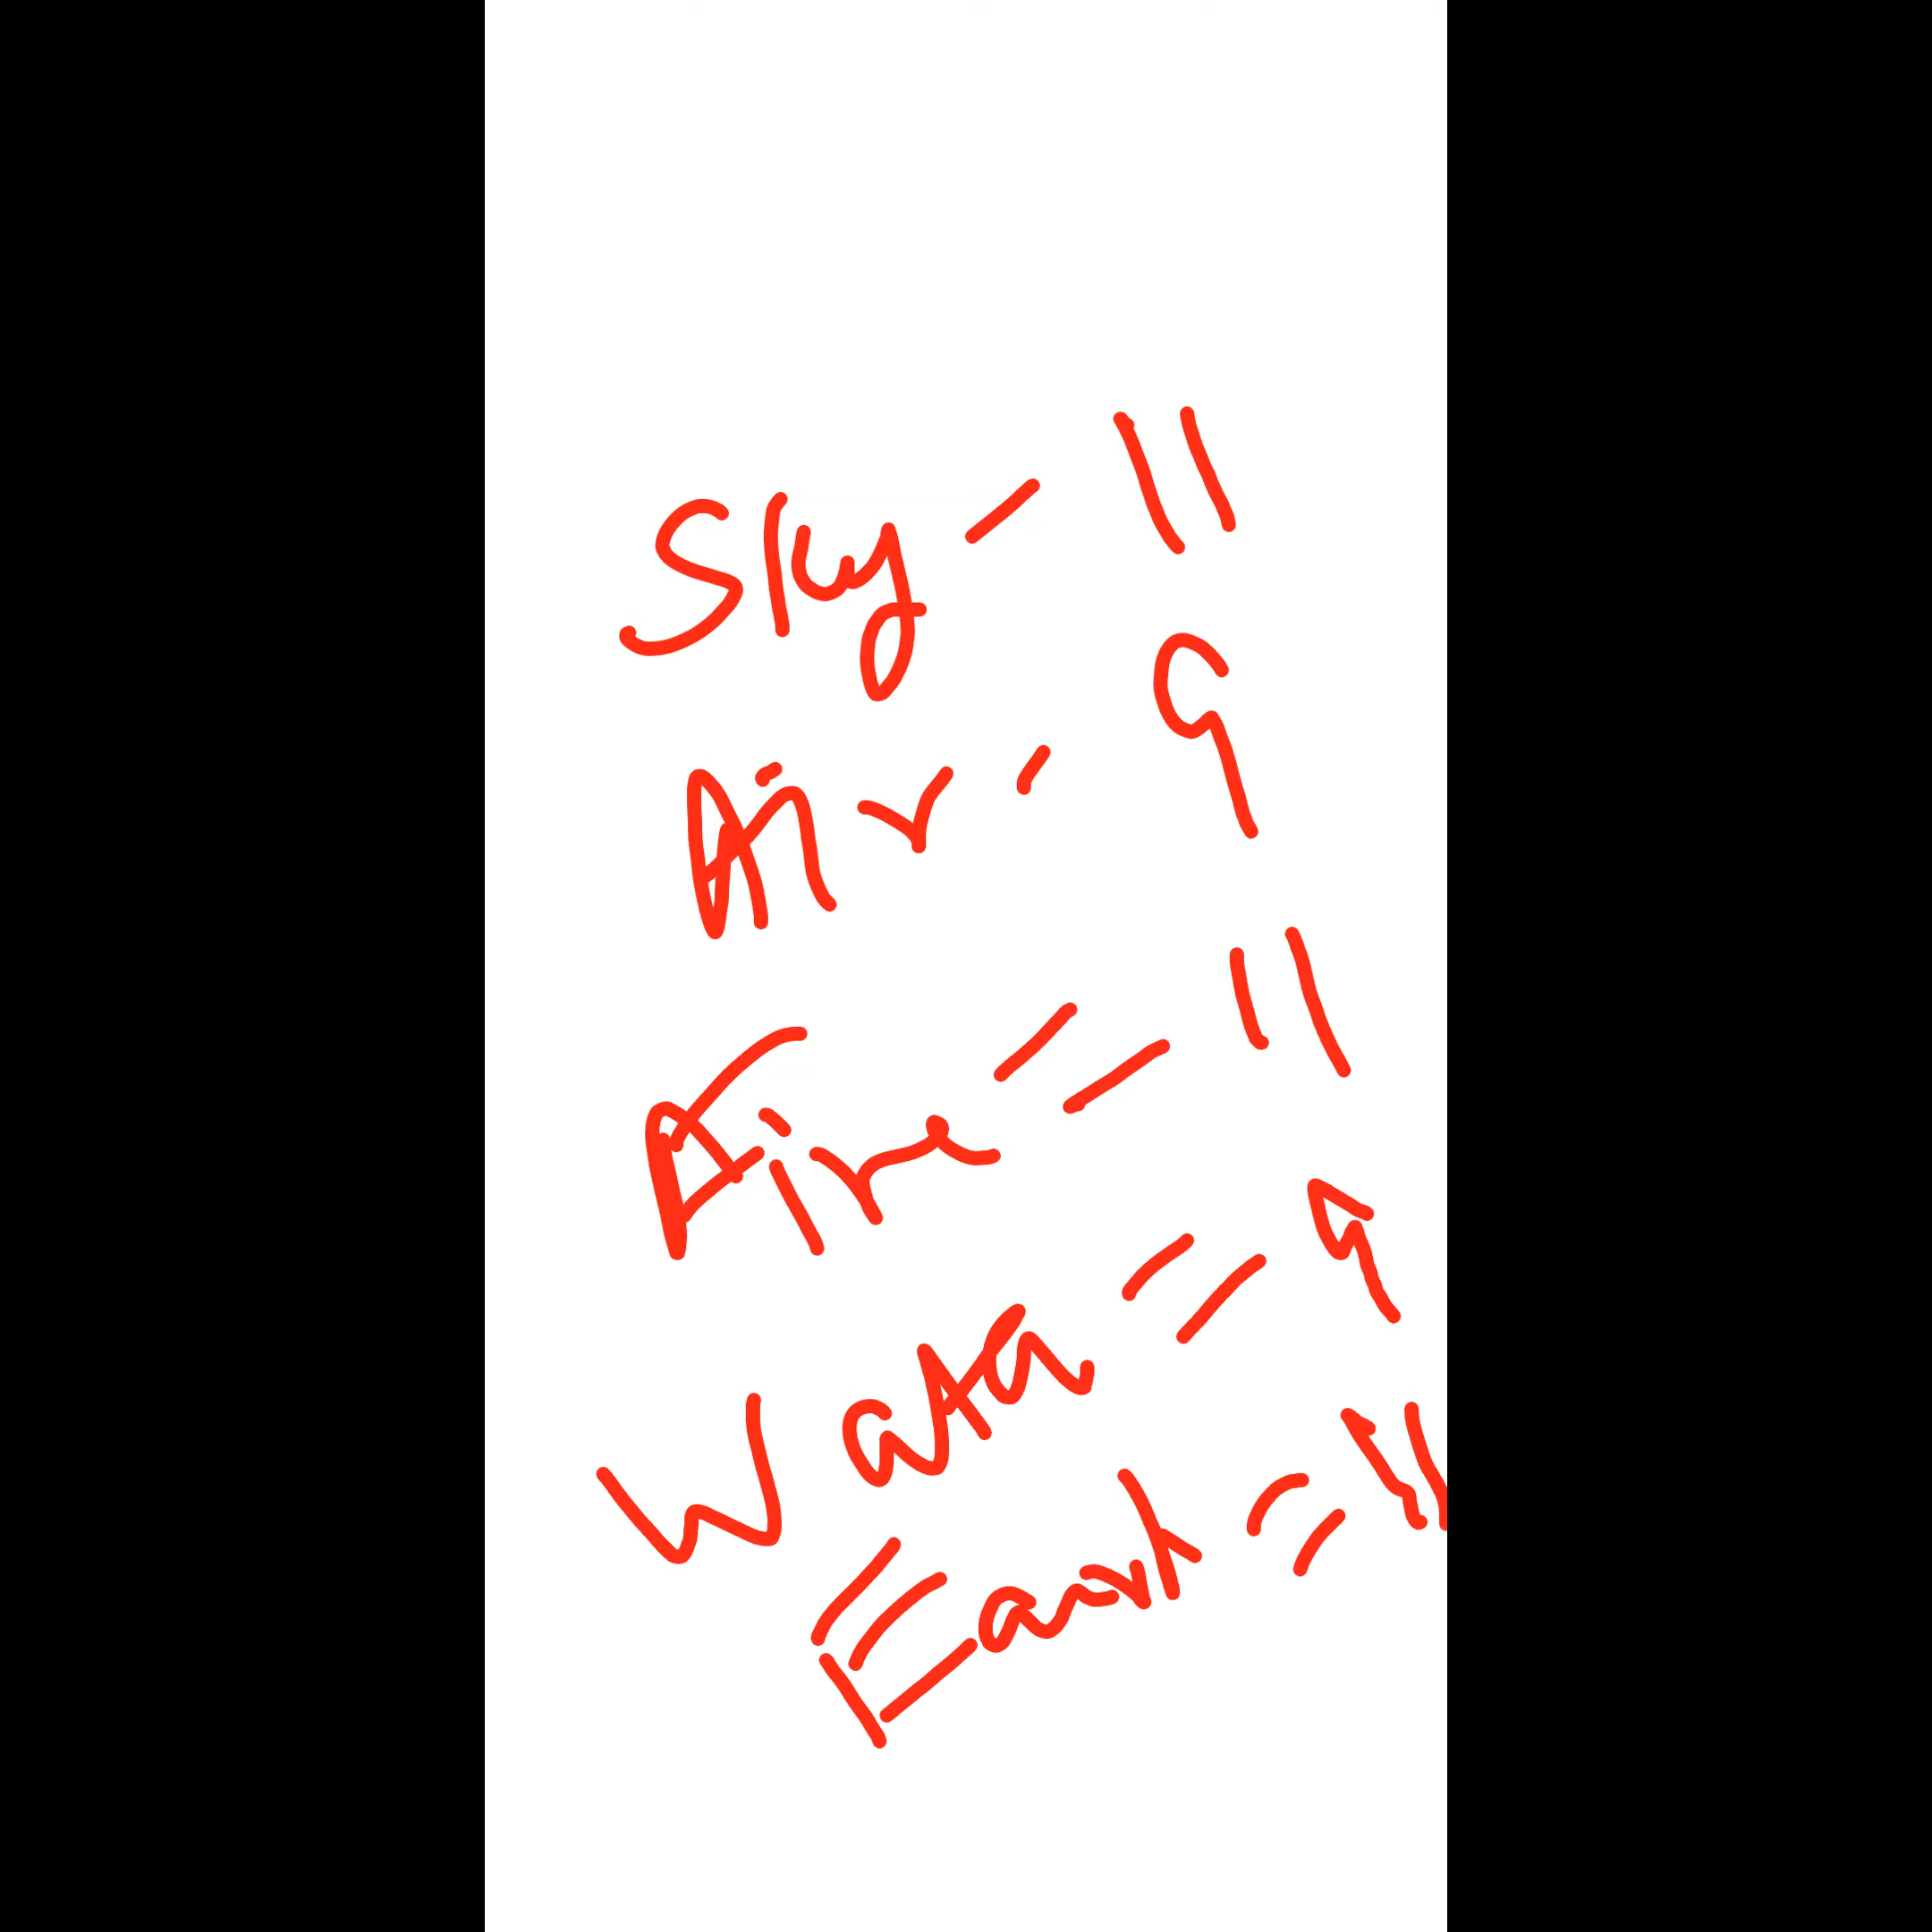 Sky - 11
Air - 9
Fire = 11
Water = 9
Earth = 11